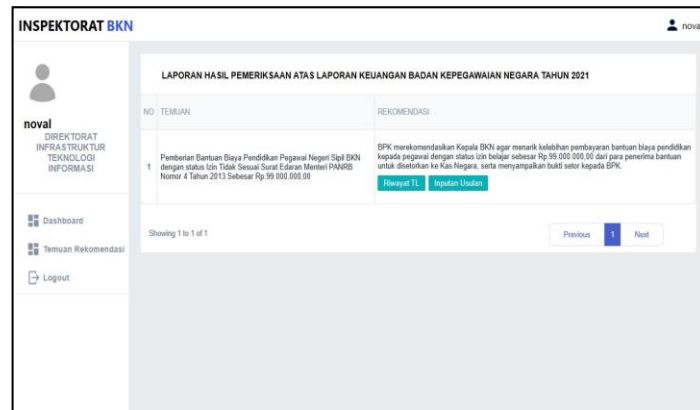 INSPEKTORAT BKN
nova
noval
DIREKTORAT
INFRASTRUKTUR
TEKNOLOGI
INFORMASI
Dashboard
Temuan Rekomendasi
Logout
LAPORAN HASIL PEMERIKSAAN ATAS LAPORAN KEUANGAN BADAN KEPEGAWAIAN NEGARA TAHUN 2021
NO TEMUAN REKOMENDASI
1
Pemberian Bantuan Biaya Pendidikan Pegawai Negeri Sipil BKN
dengan status Izin Tidak Sesuai Surat Edaran Menteri PANRB
Nomor 4 Tahun 2013 Sebesar Rp.99.000.000,00
BPK merekomendasikan Kepala BKN agar menarik kelebihan pembayaran bantuan biaya pendidikan
kepada pegawai dengan status izin belajar sebesar Rp.99.000.000,00 dari para penerima bantuan
untuk disetorkan ke Kas Negara, serta menyampaikan bukti setor kepada BPK.
Riwayat TL Inputan Usulan
Showing 1 to 1 of 1
Previous 1 Next